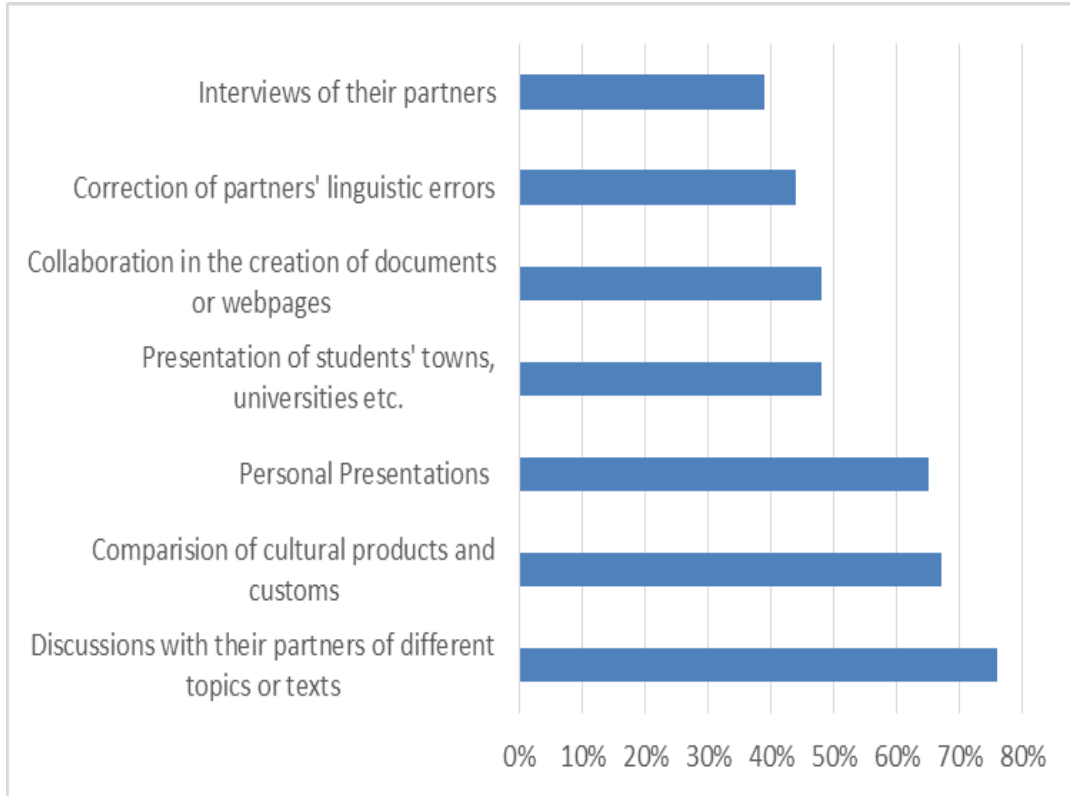 Interviews of their partners
Correction of partners' linguistic errors
Collaboration in the creation of documents
or webpages
Presentation of students' towns,
universities etc.
Personal Presentations
Comparision of cultural products and
customs
Discussions with their partners of different
topics or texts
0% 10% 20% 30% 40% 50% 60% 70% 80%